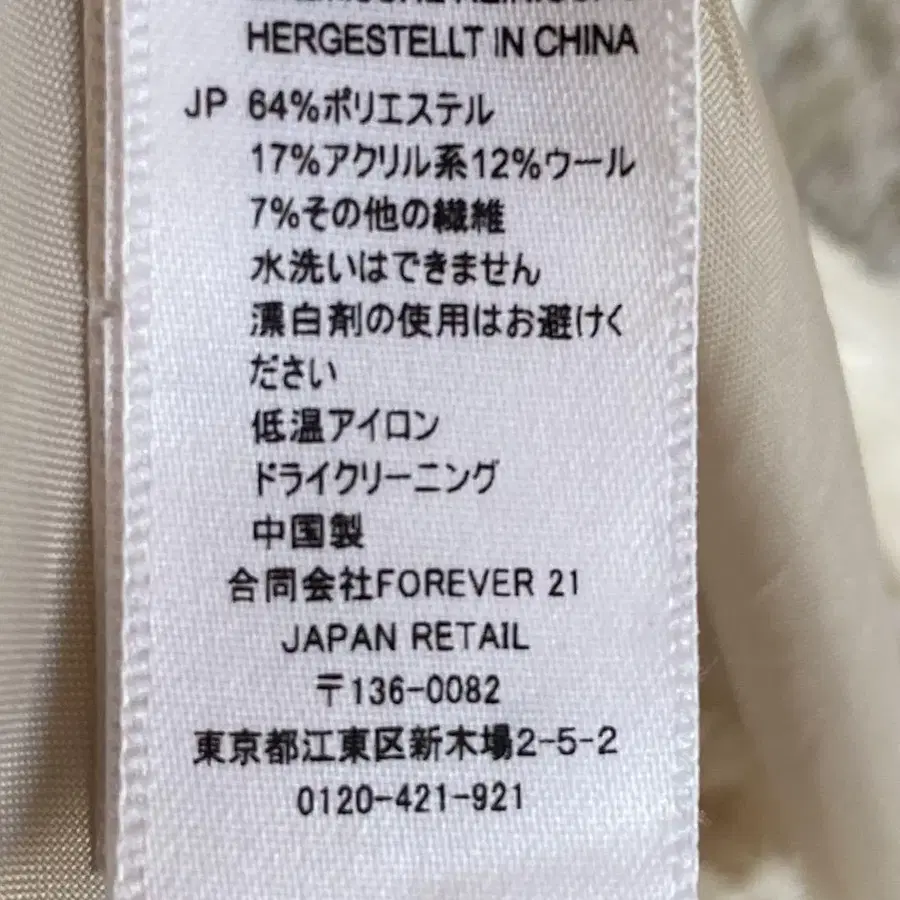 HERGESTELLT IN CHINA
JP 64%ポリエステル
17%アクリル系12%ウール
7%その他の繊維
水洗いはできません
漂白剤の使用はお避けく
ださい
低温アイロン
ドライクリーニング
中国製
合同会社FOREVER 21
JAPAN RETAIL
〒136-0082
東京都江東区新木場2-5-2
0120-421-921